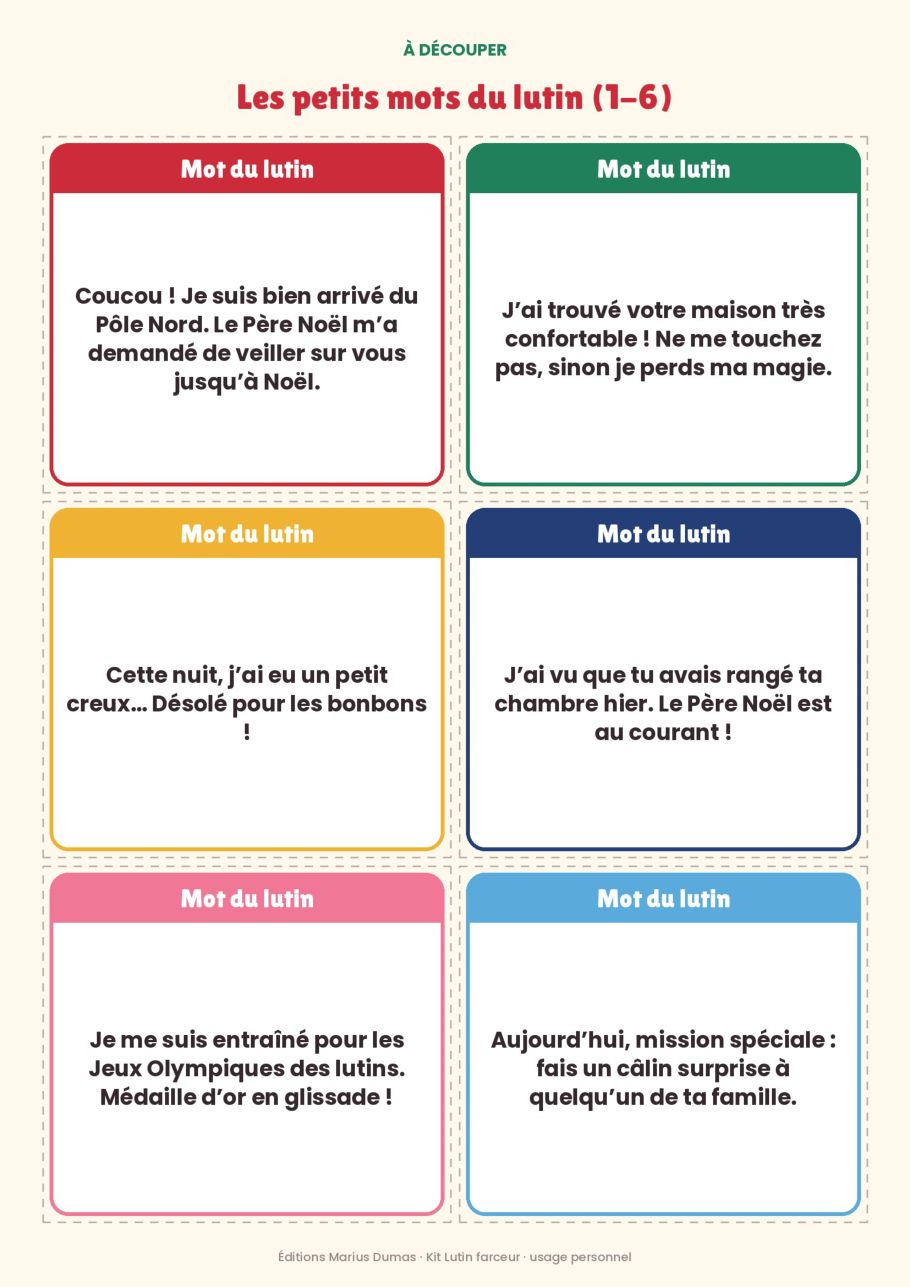 À DÉCOUPER
Les petits mots du lutin (1–6)
Mot du lutin
Coucou ! Je suis bien arrivé du
Pôle Nord. Le Père Noël m’a
demandé de veiller sur vous
jusqu’à Noël.
Mot du lutin
J’ai trouvé votre maison très
confortable ! Ne me touchez
pas, sinon je perds ma magie.
Mot du lutin
Cette nuit, j’ai eu un petit
creux… Désolé pour les bonbons
!
Mot du lutin
J’ai vu que tu avais rangé ta
chambre hier. Le Père Noël est
au courant !
Mot du lutin
Je me suis entraîné pour les
Jeux Olympiques des lutins.
Médaille d’or en glissade !
Mot du lutin
Aujourd’hui, mission spéciale :
fais un câlin surprise à
quelqu’un de ta famille.
Éditions Marius Dumas · Kit Lutin farceur · usage personnel